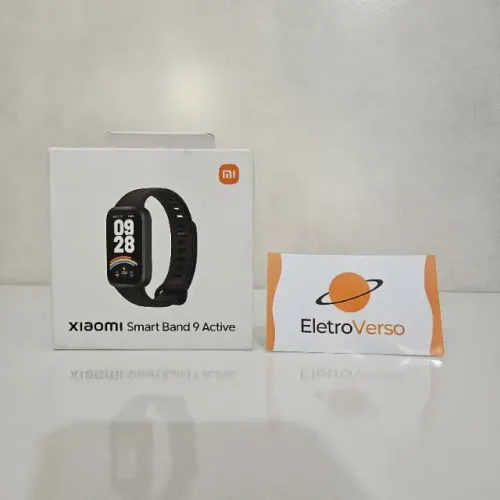 mi
09
28
xiaomi Smart Band 9 Active
EletroVerso